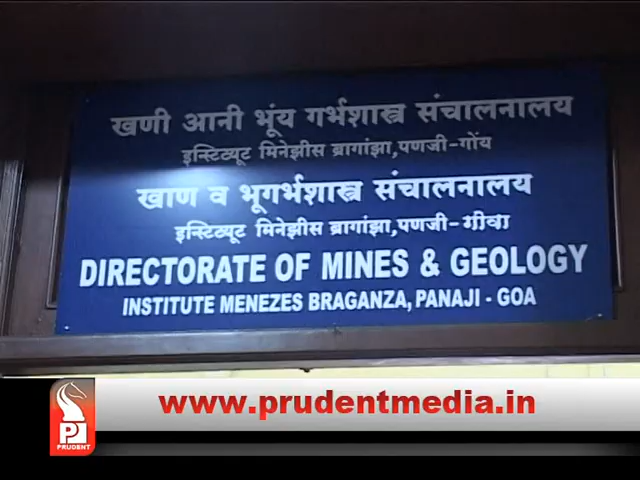 खणी आनी भूंय गर्भशास्त्र संचालनालय
इन्स्टिट्यूट मिनेझीस ब्रागांझा,पणजी-गोंय
खाण व भूगर्भशास्त्र संचालनालय
इन्स्टिट्यूट मिनेझीस ब्रागांझा,पणजी-गोवा
DIRECTORATE OF MINES & GEOLOGY
INSTITUTE MENEZES BRAGANZA, PANAJI - GOA
www.prudentmedia.in
PRUDENT